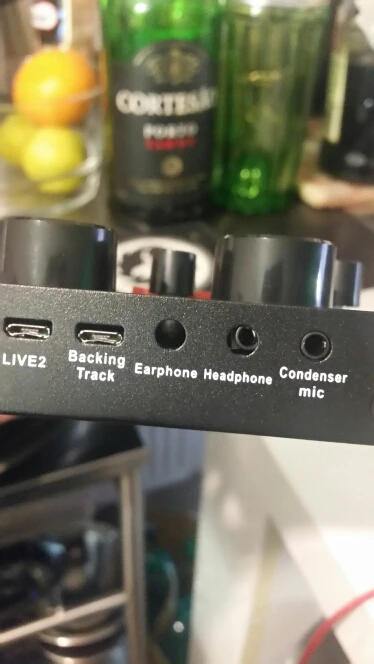 CORTESÃO
PORTO
LIVE2
Backing
Track
Earphone
Headphone
Condenser
mic